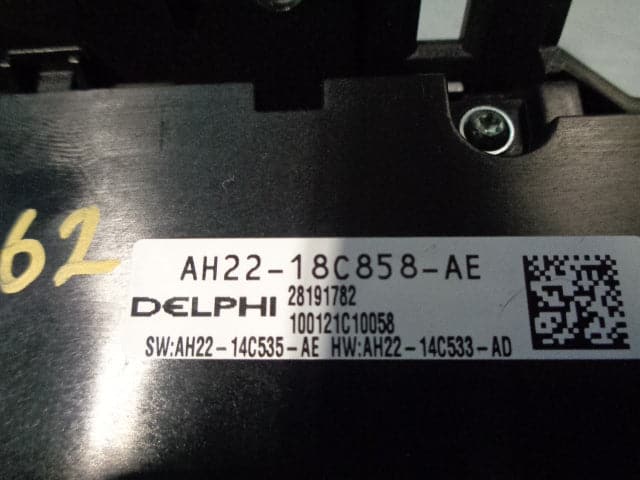 62
AH22-18C858-AE
DELPHI 28191782
100121C10058
SW:AH22-14C535-AE HW:AH22-14C533-AD